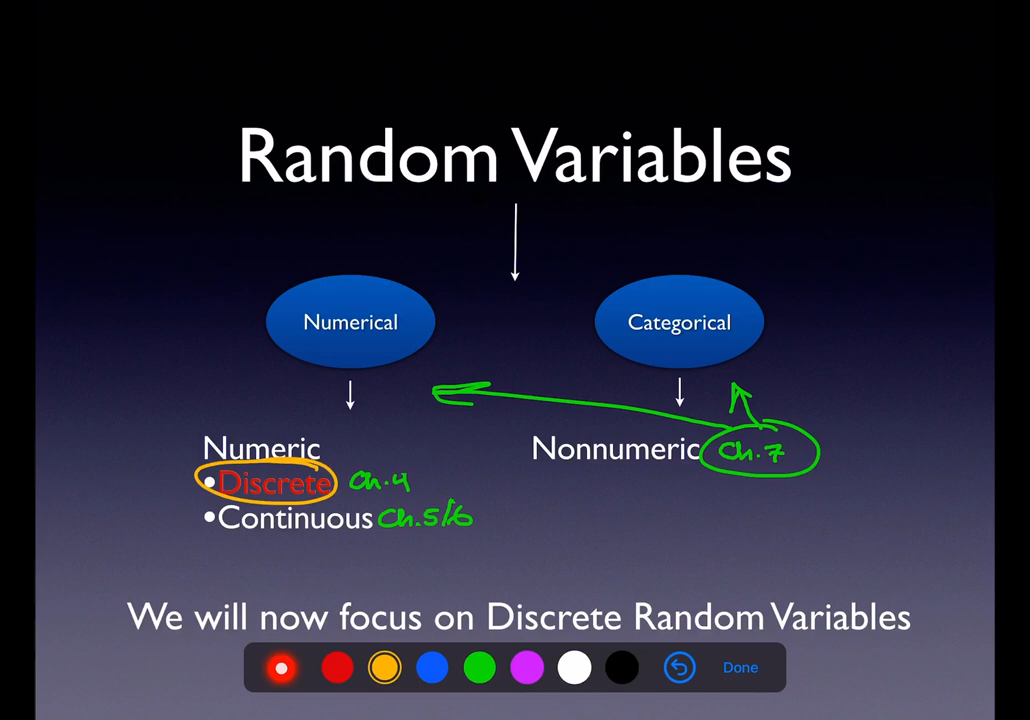 Random Variables
Numerical
Categorical
Numeric
Nonnumeric Ch.7
•Discrete Ch.4
•Continuous Ch.5/6
We will now focus on Discrete Random Variables
Done